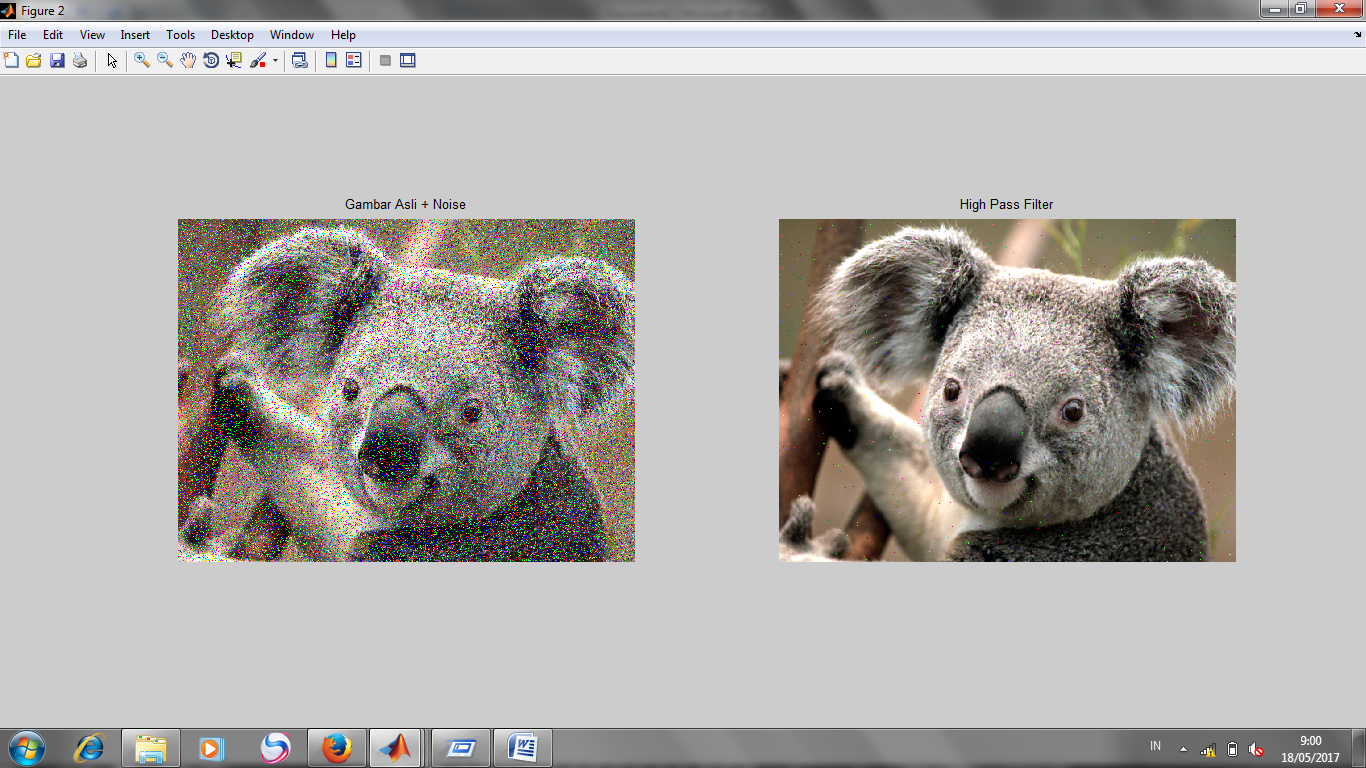 Figure 2
File Edit View Insert Tools Desktop Window Help
Gambar Asli + Noise
High Pass Filter
IN
9:00
18/05/2017